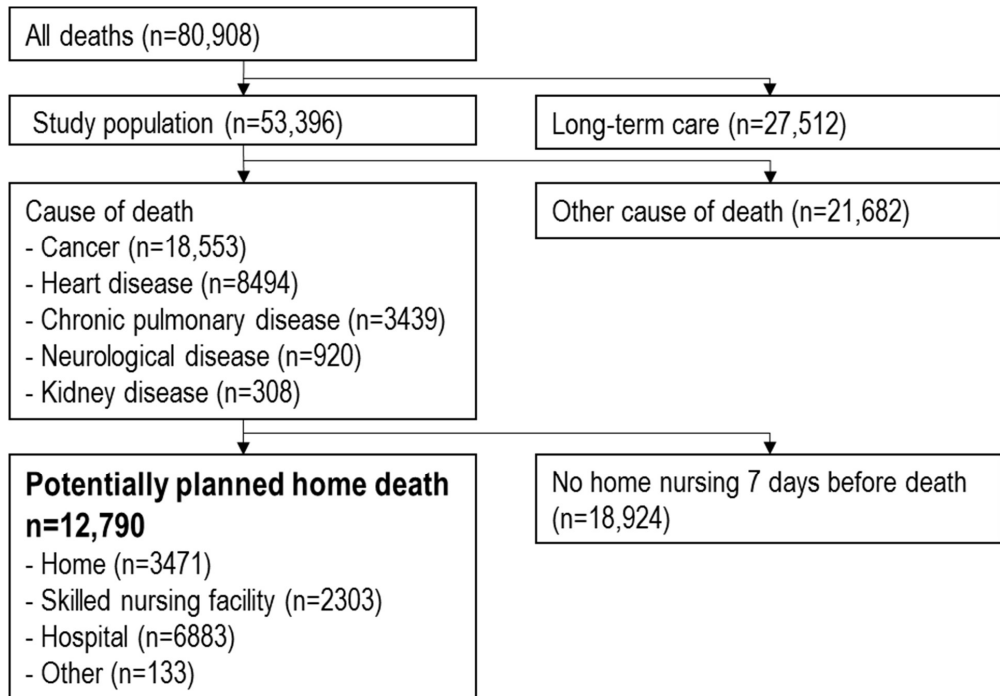 All deaths (n=80,908)
Study population (n=53,396)
Long-term care (n=27,512)
Cause of death
- Cancer (n=18,553)
- Heart disease (n=8494)
- Chronic pulmonary disease (n=3439)
- Neurological disease (n=920)
- Kidney disease (n=308)
Other cause of death (n=21,682)
Potentially planned home death
n=12,790
- Home (n=3471)
- Skilled nursing facility (n=2303)
- Hospital (n=6883)
- Other (n=133)
No home nursing 7 days before death
(n=18,924)